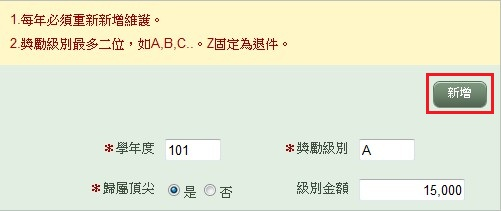 1.每年必須重新新增維護。
2.獎勵級別最多二位，如A,B,C..。Z固定為退件。
新增
*學年度 101 *獎勵級別 A
*歸屬頂尖 是 否 級別金額 15,000